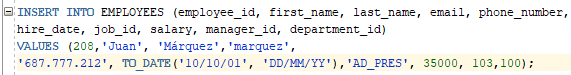 INSERT INTO EMPLOYEES (employee_id, first_name, last_name, email, phone_number,
hire_date, job_id, salary, manager_id, department_id)
VALUES (208,'Juan', 'Márquez','marquez',
'687.777.212', TO_DATE('10/10/01', 'DD/MM/YY'),'AD_PRES', 35000, 103,100);